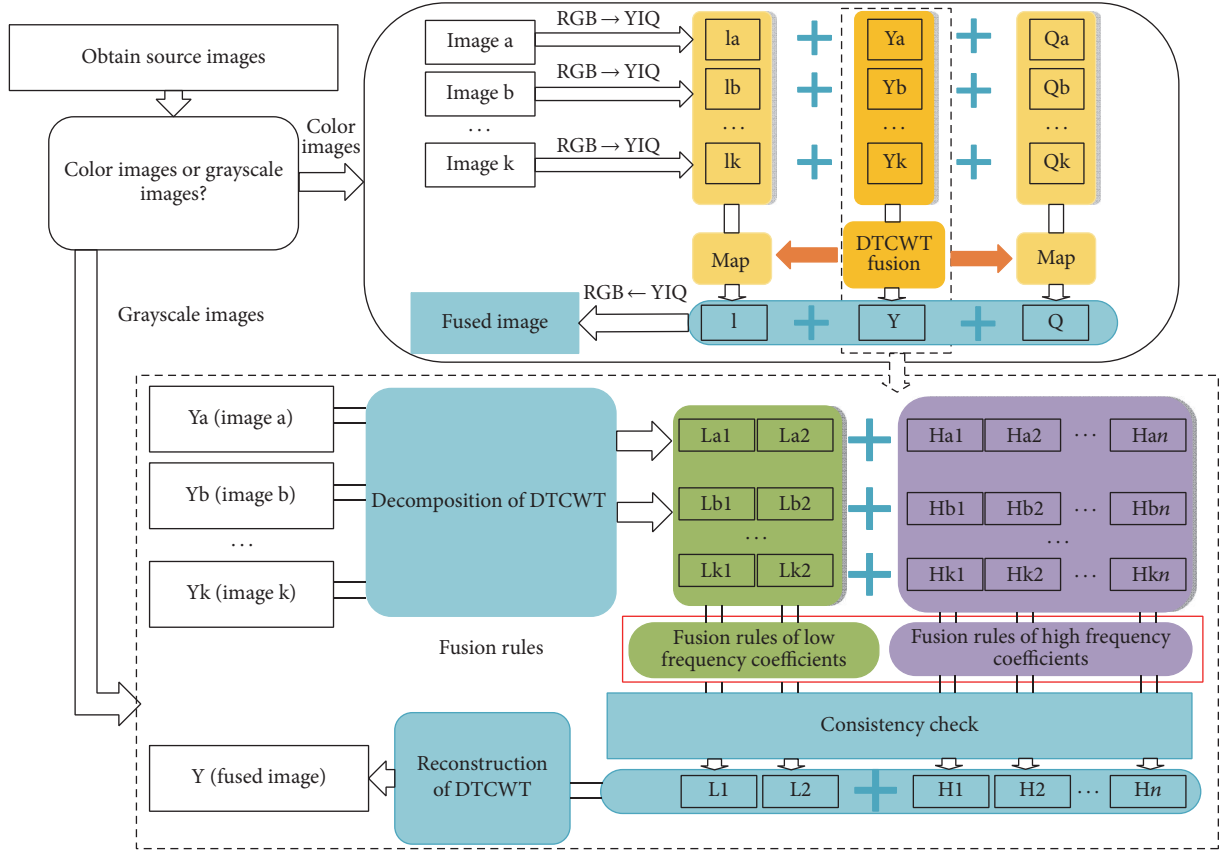 Obtain source images
Color images or grayscale
images?
Color
images
Grayscale images
Image a
RGB → YIQ
la
Ya
Qa
Image b
RGB → YIQ
lb
Yb
Qb
...
...
...
...
Image k
RGB → YIQ
lk
Yk
Qk
Map
DTCWT
fusion
Map
Fused image
RGB ← YIQ
l
Y
Q
Ya (image a)
Yb (image b)
...
Yk (image k)
Decomposition of DTCWT
La1 La2
Ha1 Ha2 ... Han
Lb1 Lb2
Hb1 Hb2 ... Hbn
...
...
Lk1 Lk2
Hk1 Hk2 ... Hkn
Fusion rules
Fusion rules of low
frequency coefficients
Fusion rules of high frequency
coefficients
Consistency check
Y (fused image)
Reconstruction
of DTCWT
L1 L2
H1 H2 ... Hn